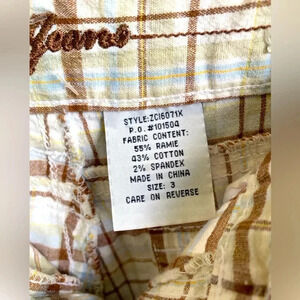 Jeans
STYLE:ZCI6071X
P.O. #101504
FABRIC CONTENT:
55% RAMIE
43% COTTON
2% SPANDEX
MADE IN CHINA
SIZE: 3
CARE ON REVERSE